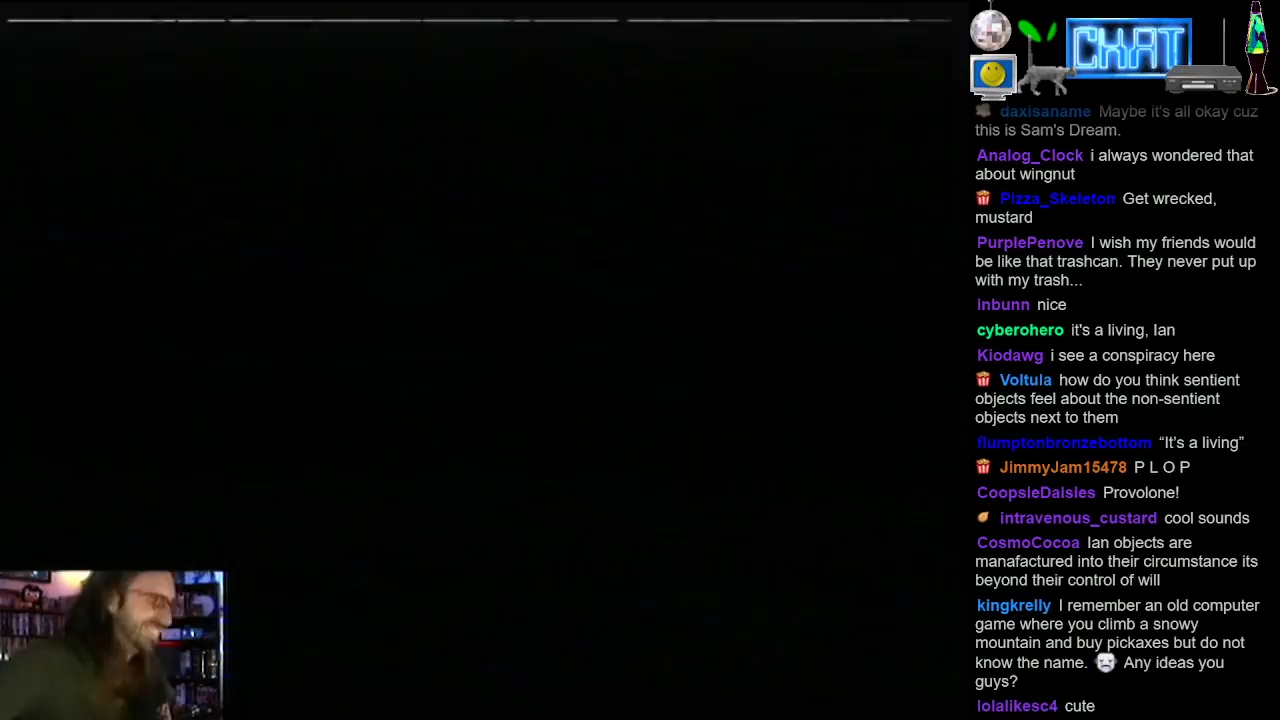 CHAT
daxisaname Maybe it's all okay cuz
this is Sam's Dream.
Analog_Clock i always wondered that
about wingnut
Pizza_Skeleton Get wrecked,
mustard
PurplePenove I wish my friends would
be like that trashcan. They never put up
with my trash...
inbunn nice
cyberohero it's a living, Ian
Kiodawg i see a conspiracy here
Voltula how do you think sentient
objects feel about the non-sentient
objects next to them
flumptonbronzebottom “It’s a living”
JimmyJam15478 P L O P
CoopsieDaisies Provolone!
intravenous_custard cool sounds
CosmoCocoa Ian objects are
manafactured into their circumstance its
beyond their control of will
kingkrelly I remember an old computer
game where you climb a snowy
mountain and buy pickaxes but do not
know the name. Any ideas you
guys?
lolalikesc4 cute